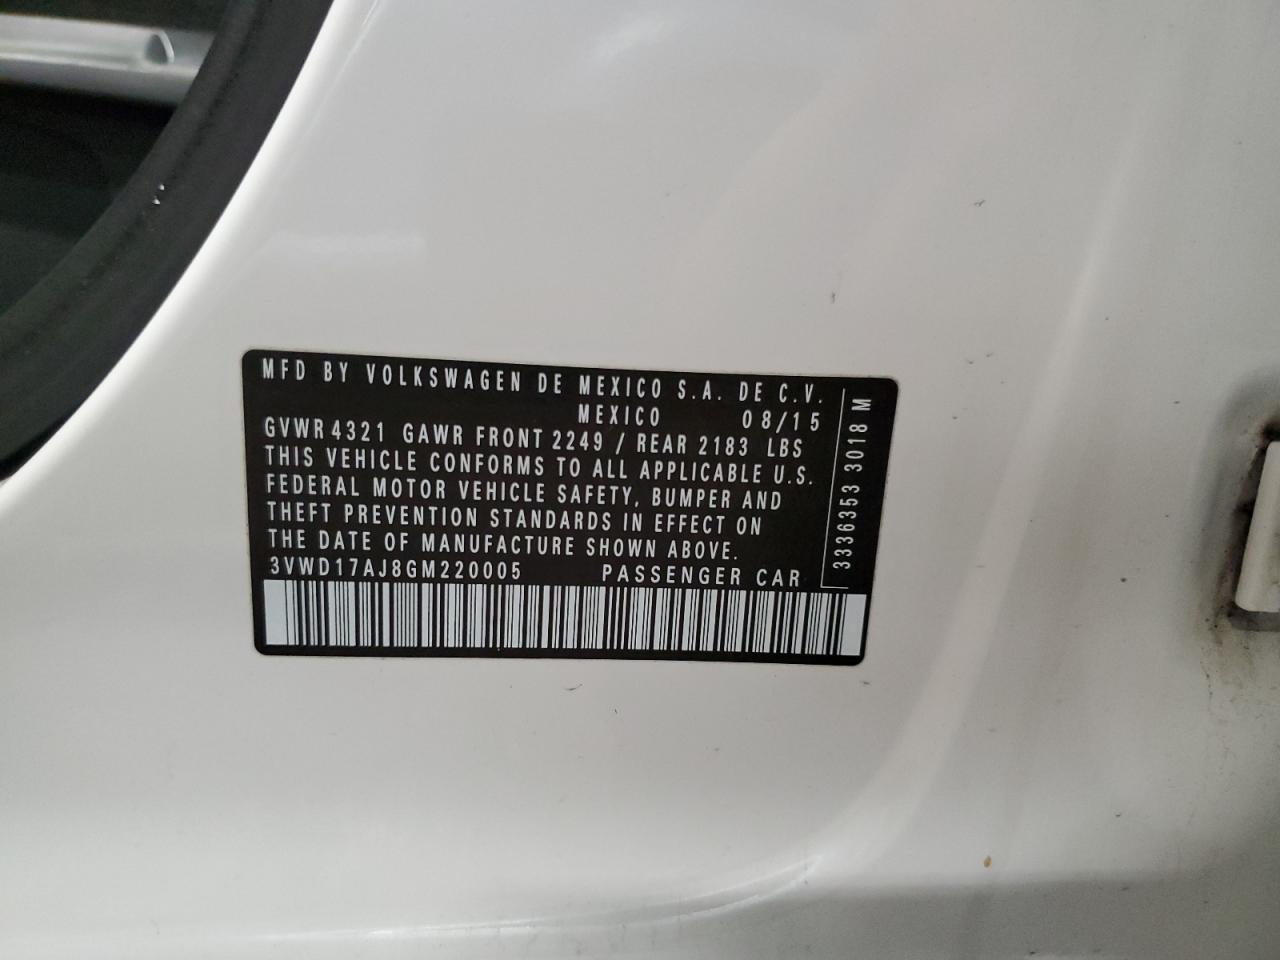 MFD BY VOLKSWAGEN DE MEXICO S.A. DE C.V.
MEXICO 08/15
GVWR 4321 GAWR FRONT 2249 / REAR 2183 LBS
THIS VEHICLE CONFORMS TO ALL APPLICABLE U.S.
FEDERAL MOTOR VEHICLE SAFETY, BUMPER AND
THEFT PREVENTION STANDARDS IN EFFECT ON
THE DATE OF MANUFACTURE SHOWN ABOVE.
3VWD17AJ8GM220005 PASSENGER CAR
3336353 3018 M